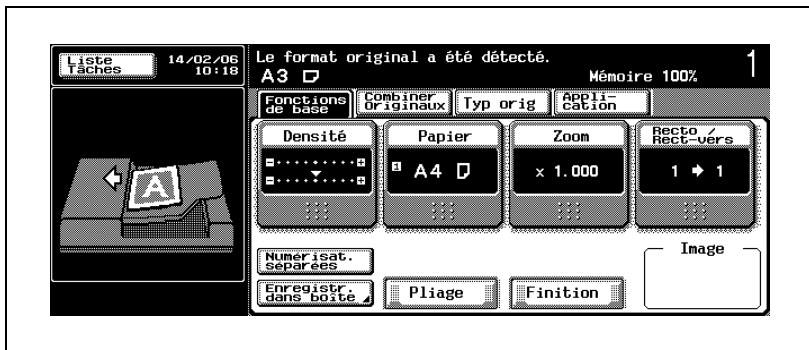 Liste
Tâches
14/02/06
10:18
Le format original a été détecté.
A3
Mémoire 100%
1
Fonctions
de base
Combiner
Originaux
Typ orig
Appli-
cation
Densité
Papier
Zoom
Recto /
Rect-vers
1 A4
× 1.000
1 ➔ 1
A
Numérisat.
séparées
Image
Enregistr.
dans boîte
Pliage
Finition